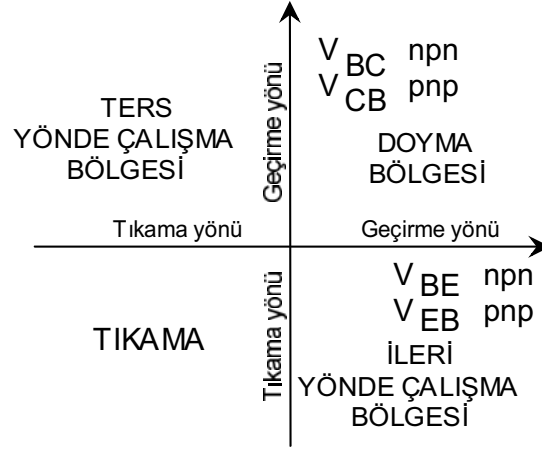 V BC npn
V CB pnp
TERS
YÖNDE ÇALIŞMA
BÖLGESİ
Geçirme yönü
DOYMA
BÖLGESİ
Tıkama yönü
Geçirme yönü
V BE npn
V EB pnp
TIKAMA
Tıkama yönü
İLERİ
YÖNDE ÇALIŞMA
BÖLGESİ